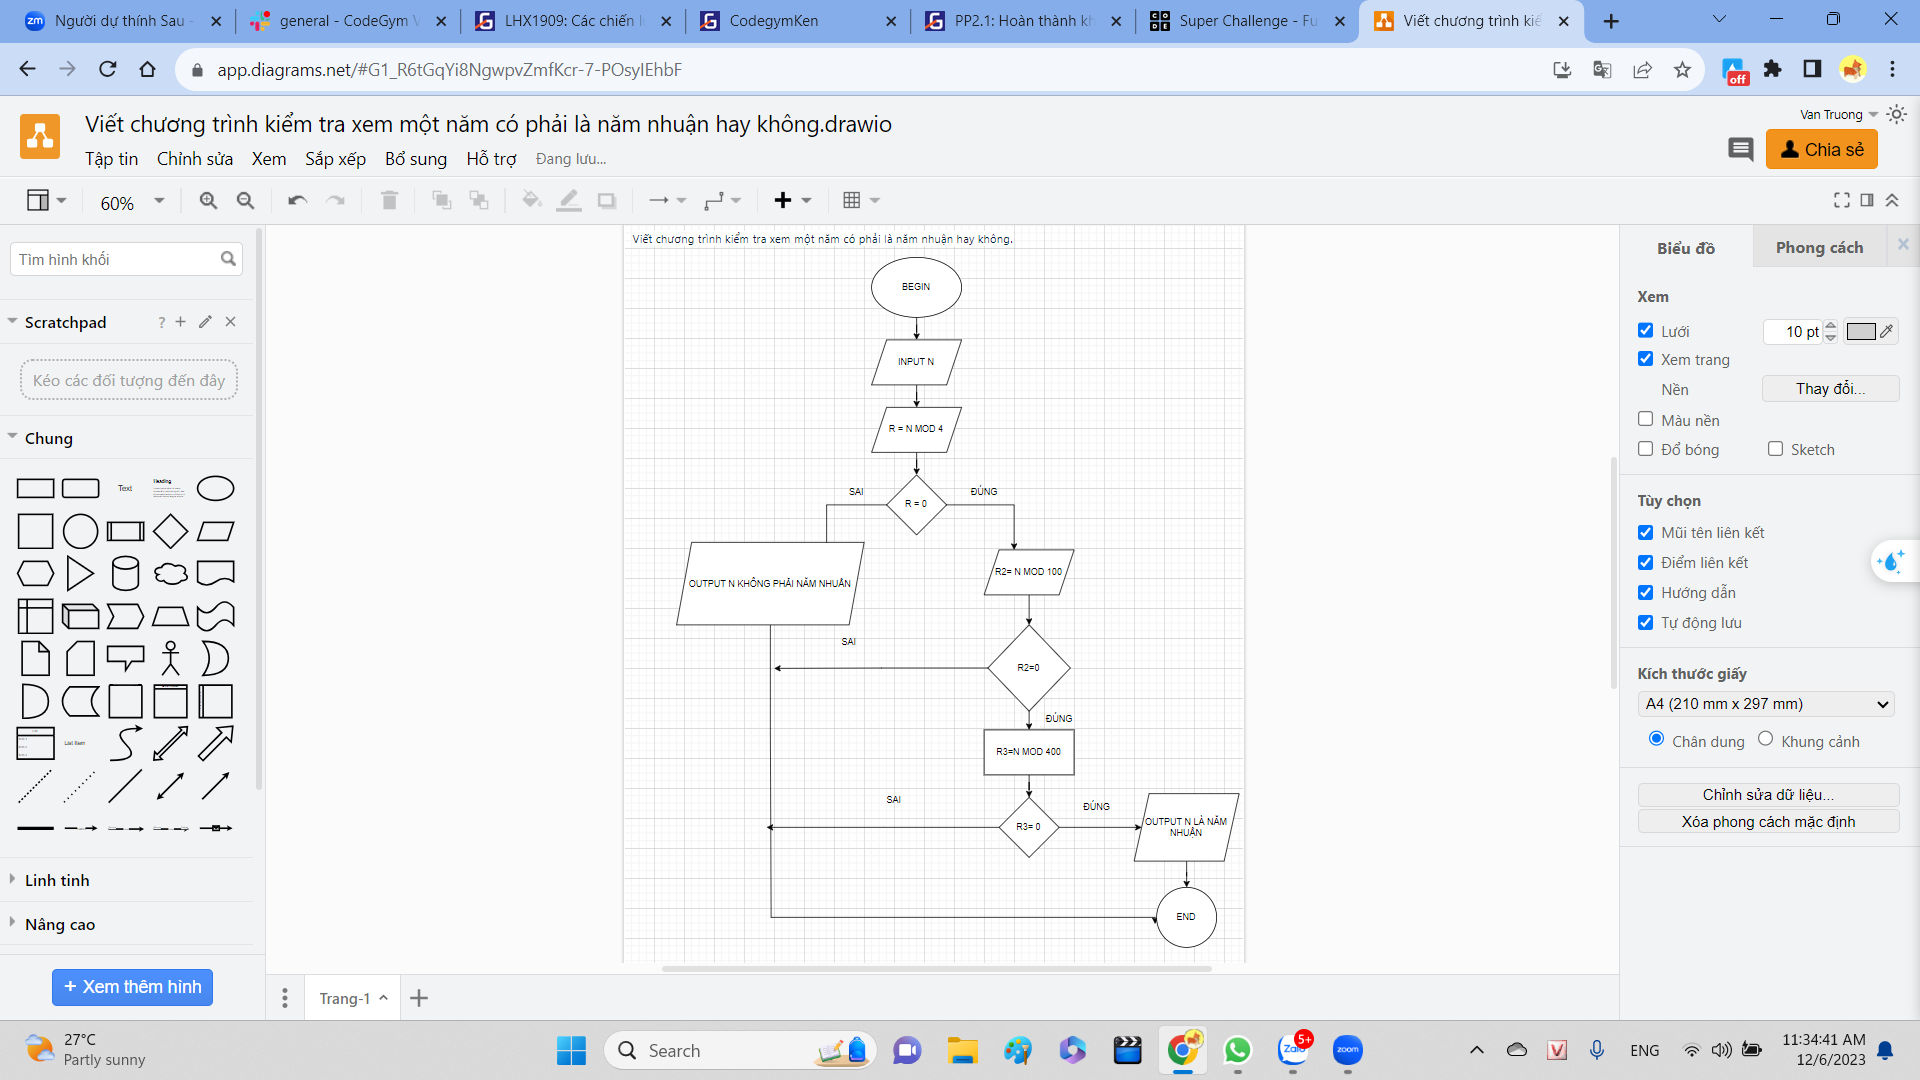 Người dự thính Sau -
general - CodeGym V
LHX1909: Các chiến l
CodegymKen
PP2.1: Hoàn thành kh
Super Challenge - Fu
Viết chương trình kiể
app.diagrams.net/#G1_R6tGqYi8NgwpvZmfKcr-7-POsyIEhbF
off
Viết chương trình kiểm tra xem một năm có phải là năm nhuận hay không.drawio
Van Truong
Tập tin Chỉnh sửa Xem Sắp xếp Bổ sung Hỗ trợ Đang lưu...
Chia sẻ
60%
Tìm hình khối
Scratchpad
?
Kéo các đối tượng đến đây
Chung
Text
Heading
List Item
Linh tinh
Nâng cao
+ Xem thêm hình
Viết chương trình kiểm tra xem một năm có phải là năm nhuận hay không.
BEGIN
INPUT N
R = N MOD 4
SAI
R = 0
ĐÚNG
OUTPUT N KHÔNG PHẢI NĂM NHUẬN
R2= N MOD 100
SAI
R2=0
ĐÚNG
R3=N MOD 400
SAI
R3= 0
ĐÚNG
OUTPUT N LÀ NĂM
NHUẬN
END
Trang-1
Biểu đồ
Phong cách
Xem
Lưới
10 pt
Xem trang
Nền
Thay đổi...
Màu nền
Đổ bóng
Sketch
Tùy chọn
Mũi tên liên kết
Điểm liên kết
Hướng dẫn
Tự động lưu
Kích thước giấy
A4 (210 mm x 297 mm)
Chân dung
Khung cảnh
Chỉnh sửa dữ liệu...
Xóa phong cách mặc định
27°C
Partly sunny
Search
Zalo
5+
zoom
ENG
11:34:41 AM
12/6/2023